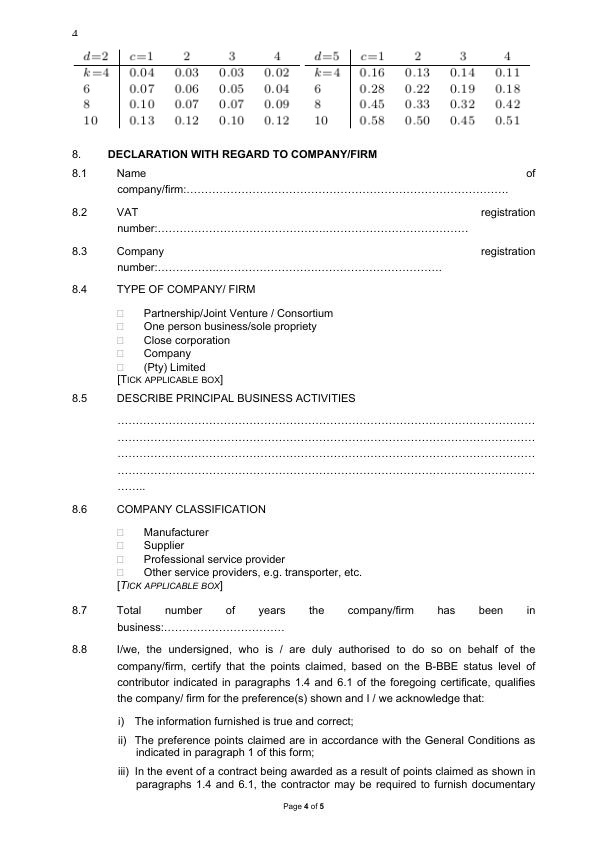 4
d=2 c=1 2 3 4 d=5 c=1 2 3 4
k=4 0.04 0.03 0.03 0.02 k=4 0.16 0.13 0.14 0.11
6 0.07 0.06 0.05 0.04 6 0.28 0.22 0.19 0.18
8 0.10 0.07 0.07 0.09 8 0.45 0.33 0.32 0.42
10 0.13 0.12 0.10 0.12 10 0.58 0.50 0.45 0.51
8. DECLARATION WITH REGARD TO COMPANY/FIRM
8.1 Name of
company/firm:……………………………………………………………………………….
8.2 VAT registration
number:…………………………………………………………………………….
8.3 Company registration
number:……………..……………………………………………………….
8.4 TYPE OF COMPANY/ FIRM
□ Partnership/Joint Venture / Consortium
□ One person business/sole propriety
□ Close corporation
□ Company
□ (Pty) Limited
[TICK APPLICABLE BOX]
8.5 DESCRIBE PRINCIPAL BUSINESS ACTIVITIES
…………………………………………………………………………………………………………
…………………………………………………………………………………………………………
…………………………………………………………………………………………………………
…………………………………………………………………………………………………………
……..
8.6 COMPANY CLASSIFICATION
□ Manufacturer
□ Supplier
□ Professional service provider
□ Other service providers, e.g. transporter, etc.
[TICK APPLICABLE BOX]
8.7 Total number of years the company/firm has been in
business:……………………………
8.8 I/we, the undersigned, who is / are duly authorised to do so on behalf of the
company/firm, certify that the points claimed, based on the B-BBE status level of
contributor indicated in paragraphs 1.4 and 6.1 of the foregoing certificate, qualifies
the company/ firm for the preference(s) shown and I / we acknowledge that:
i) The information furnished is true and correct;
ii) The preference points claimed are in accordance with the General Conditions as
indicated in paragraph 1 of this form;
iii) In the event of a contract being awarded as a result of points claimed as shown in
paragraphs 1.4 and 6.1, the contractor may be required to furnish documentary
Page 4 of 5